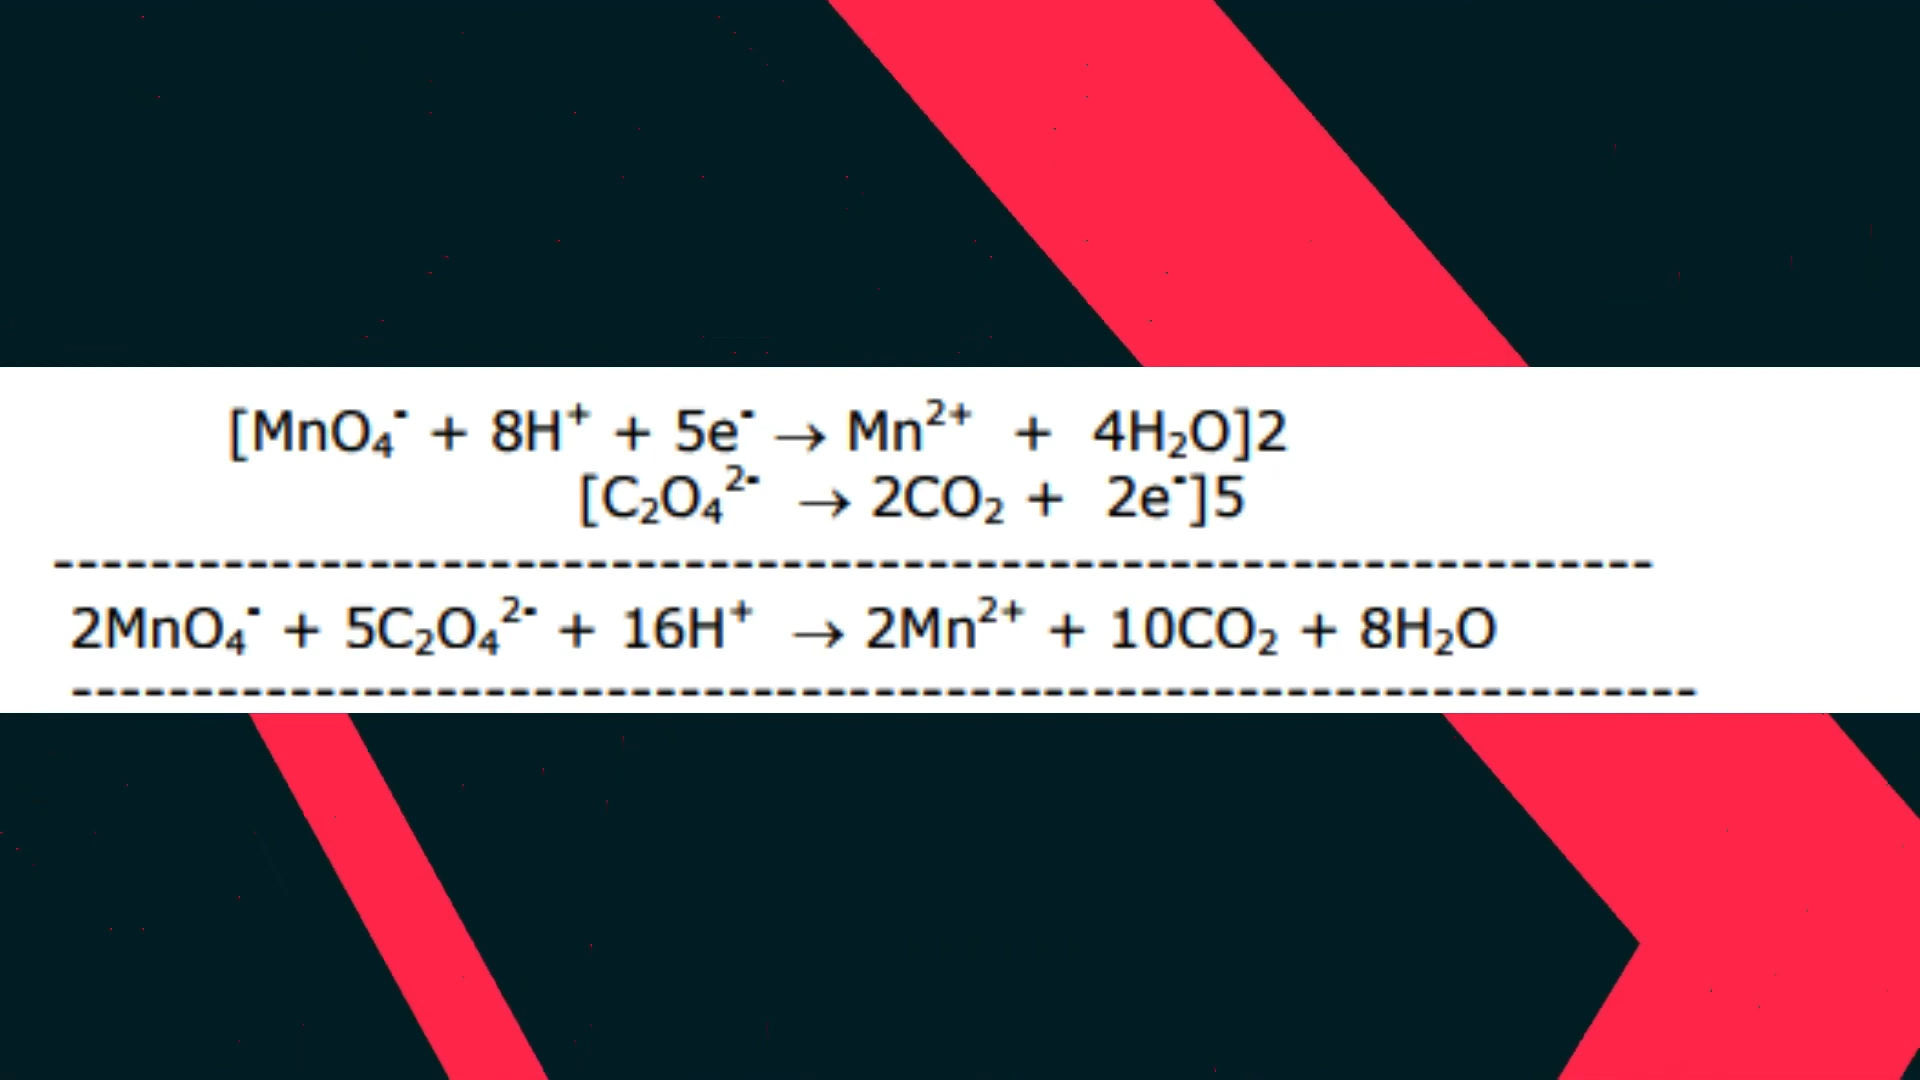 [MnO₄⁻ + 8H⁺ + 5e⁻ → Mn²⁺ + 4H₂O]2
[C₂O₄²⁻ → 2CO₂ + 2e⁻]5
------------------------------------------------------------------
2MnO₄⁻ + 5C₂O₄²⁻ + 16H⁺ → 2Mn²⁺ + 10CO₂ + 8H₂O
-------------------------------------------------------------------